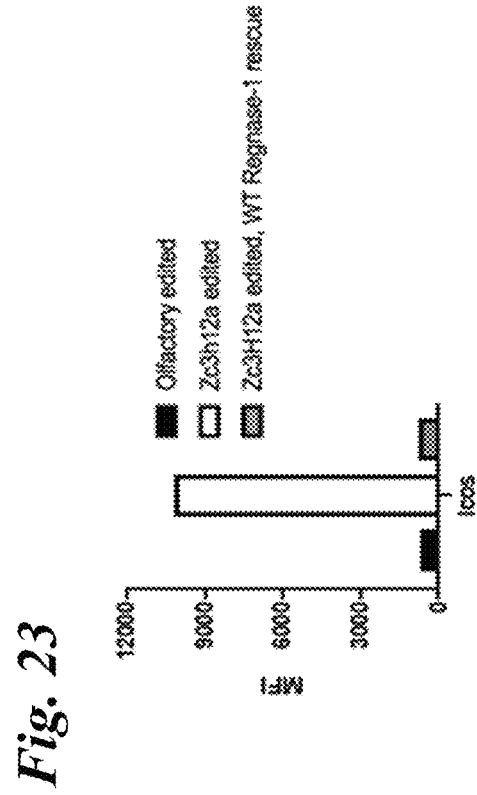 Fig. 23
Olfactory edited
Zc3h12a edited
Zc3H12a edited, WT Regnase-1 rescue
12000
9000
6000
3000
0
MFI
Icos